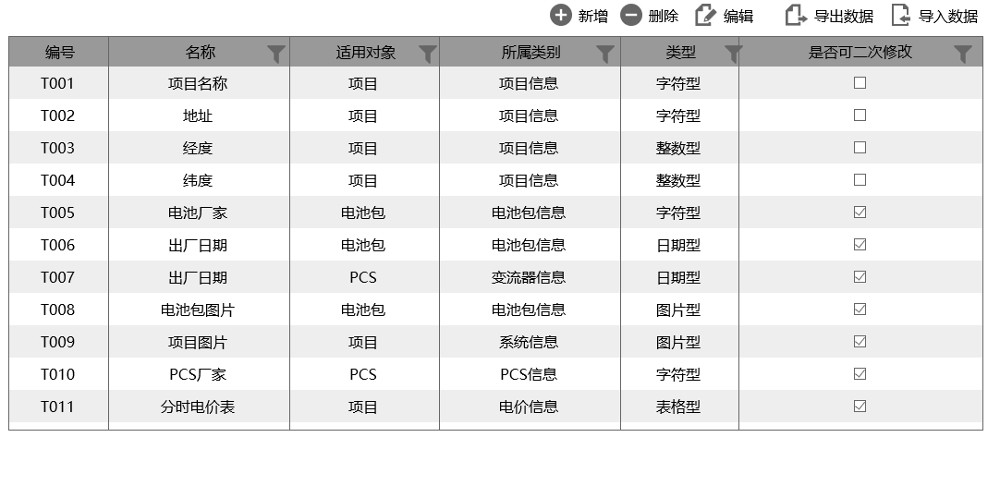 新增 删除 编辑 导出数据 导入数据
编号 名称 适用对象 所属类别 类型 是否可二次修改
T001 项目名称 项目 项目信息 字符型
T002 地址 项目 项目信息 字符型
T003 经度 项目 项目信息 整数型
T004 纬度 项目 项目信息 整数型
T005 电池厂家 电池包 电池包信息 字符型
T006 出厂日期 电池包 电池包信息 日期型
T007 出厂日期 PCS 变流器信息 日期型
T008 电池包图片 电池包 电池包信息 图片型
T009 项目图片 项目 系统信息 图片型
T010 PCS厂家 PCS PCS信息 字符型
T011 分时电价表 项目 电价信息 表格型